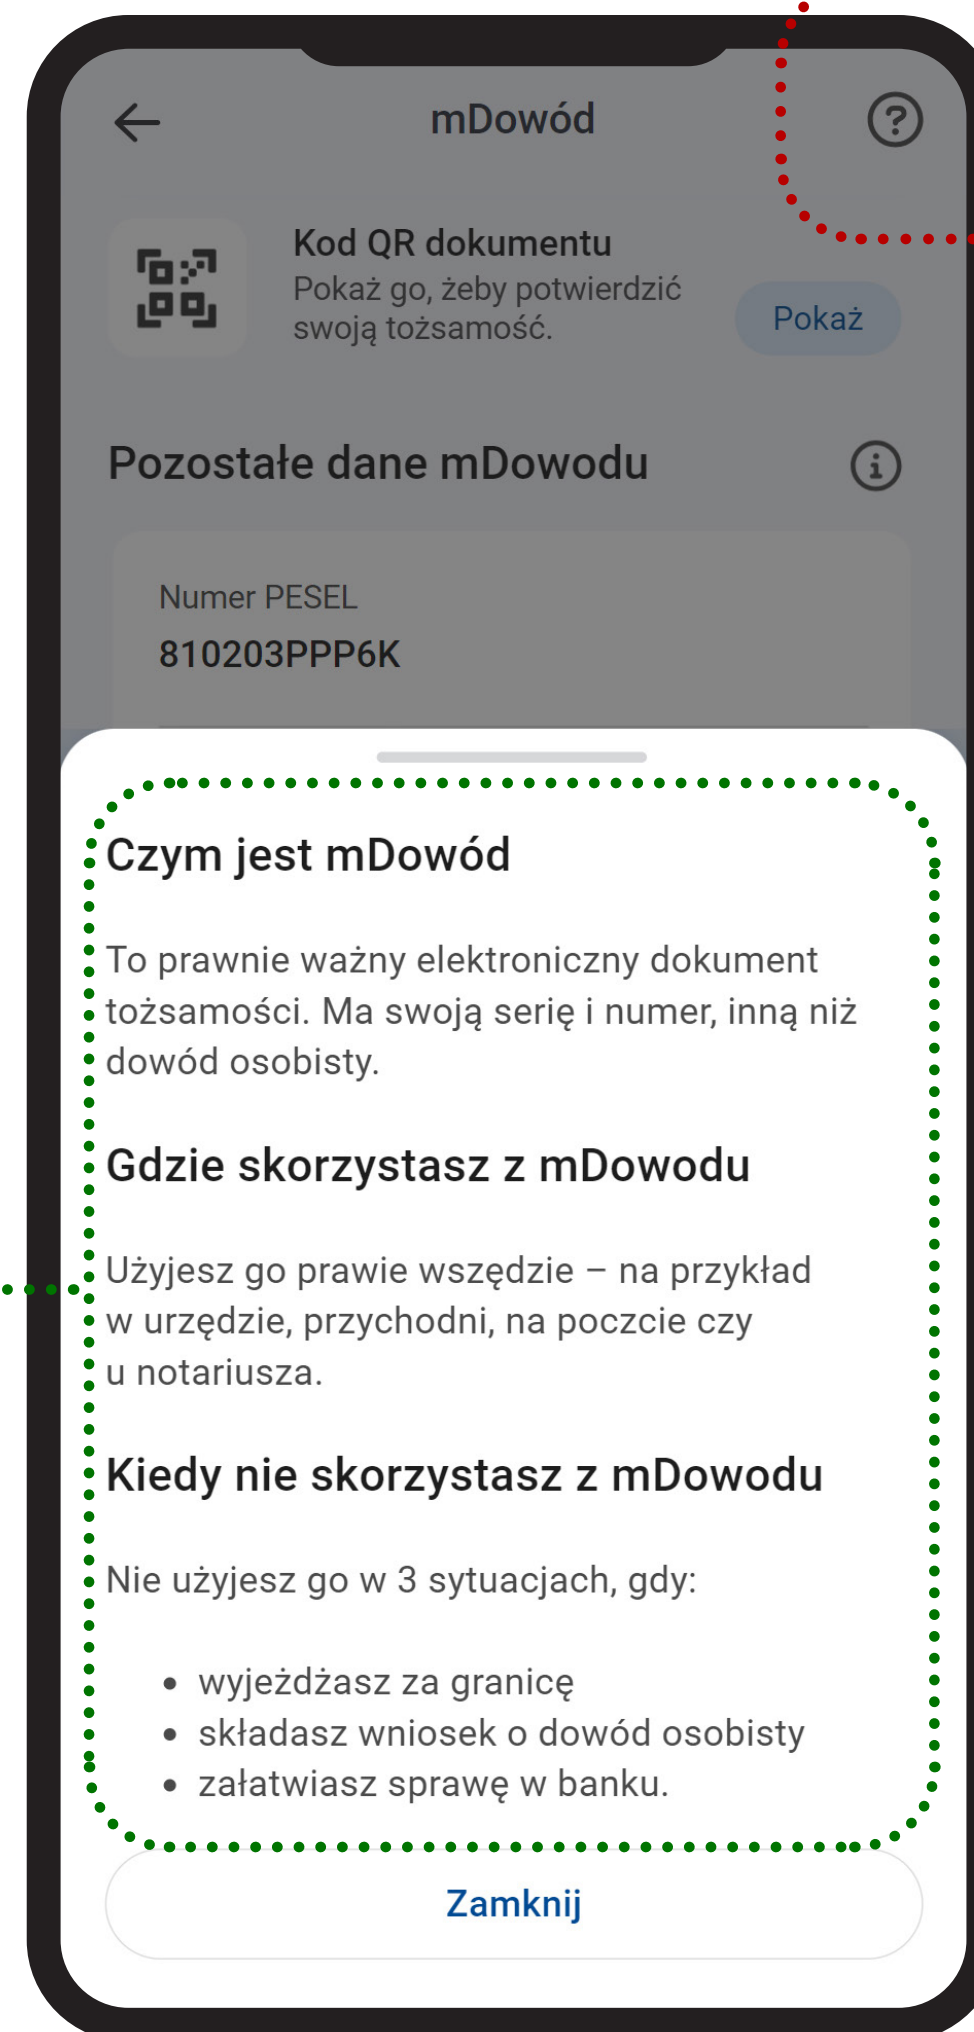 mDowód
Kod QR dokumentu
Pokaż go, żeby potwierdzić
swoją tożsamość.
Pokaż
Pozostałe dane mDowodu
Numer PESEL
810203PPP6K
Czym jest mDowód
To prawnie ważny elektroniczny dokument
tożsamości. Ma swoją serię i numer, inną niż
dowód osobisty.
Gdzie skorzystasz z mDowodu
Użyjesz go prawie wszędzie – na przykład
w urzędzie, przychodni, na poczcie czy
u notariusza.
Kiedy nie skorzystasz z mDowodu
Nie użyjesz go w 3 sytuacjach, gdy:
• wyjeżdżasz za granicę
• składasz wniosek o dowód osobisty
• załatwiasz sprawę w banku.
Zamknij